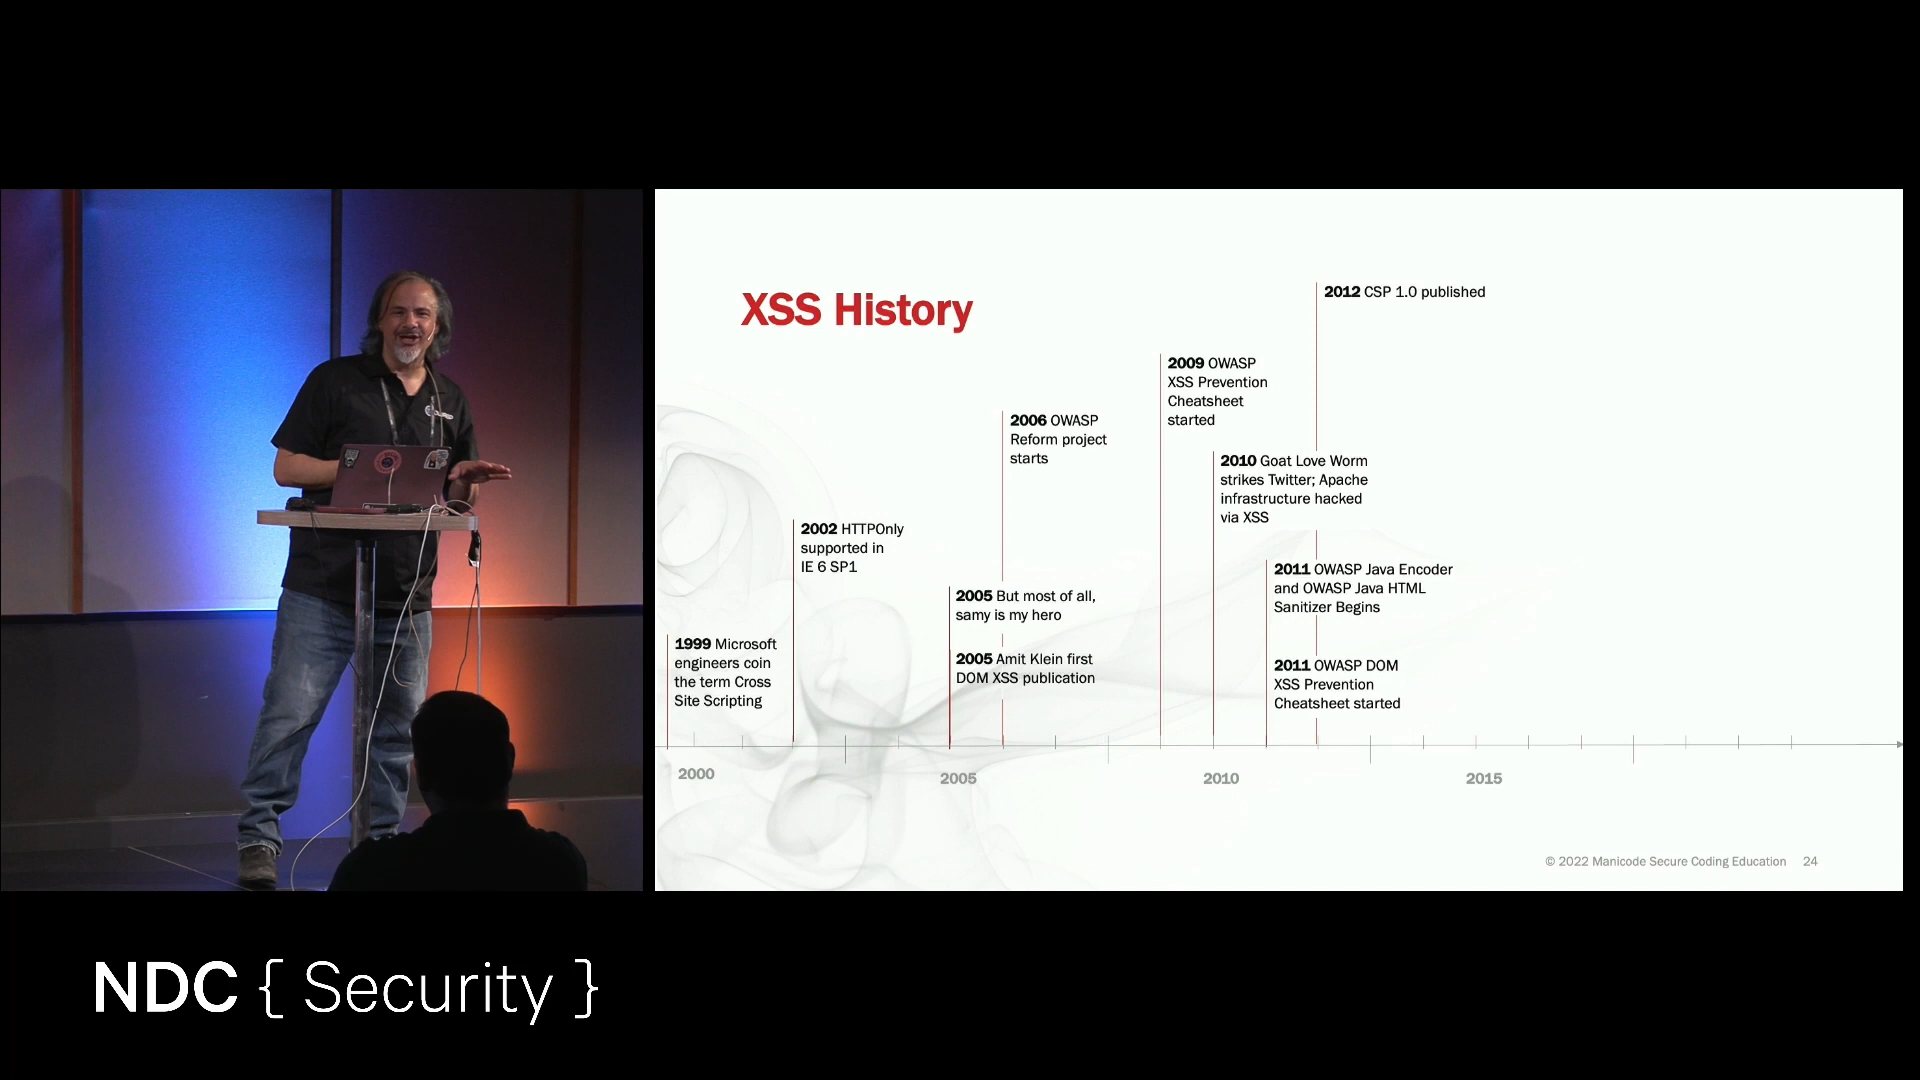 XSS History
2012 CSP 1.0 published
2009 OWASP
XSS Prevention
Cheatsheet
started
2006 OWASP
Reform project
starts
2010 Goat Love Worm
strikes Twitter; Apache
infrastructure hacked
via XSS
2002 HTTPOnly
supported in
IE 6 SP1
2011 OWASP Java Encoder
and OWASP Java HTML
Sanitizer Begins
2005 But most of all,
samy is my hero
1999 Microsoft
engineers coin
the term Cross
Site Scripting
2005 Amit Klein first
DOM XSS publication
2011 OWASP DOM
XSS Prevention
Cheatsheet started
2000
2005
2010
2015
© 2022 Manicode Secure Coding Education 24
NDC { Security }